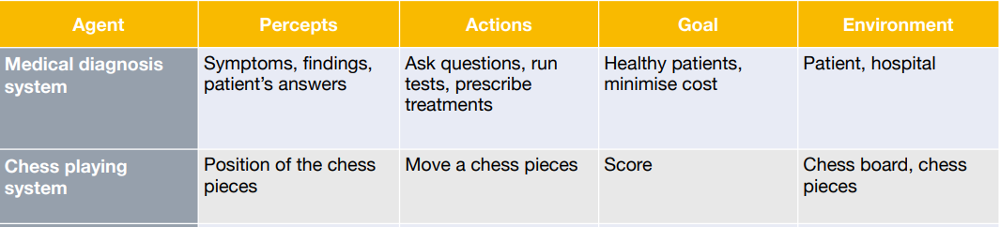 Agent
Percepts
Actions
Goal
Environment
Medical diagnosis
system
Symptoms, findings,
patient’s answers
Ask questions, run
tests, prescribe
treatments
Healthy patients,
minimise cost
Patient, hospital
Chess playing
system
Position of the chess
pieces
Move a chess pieces
Score
Chess board, chess
pieces